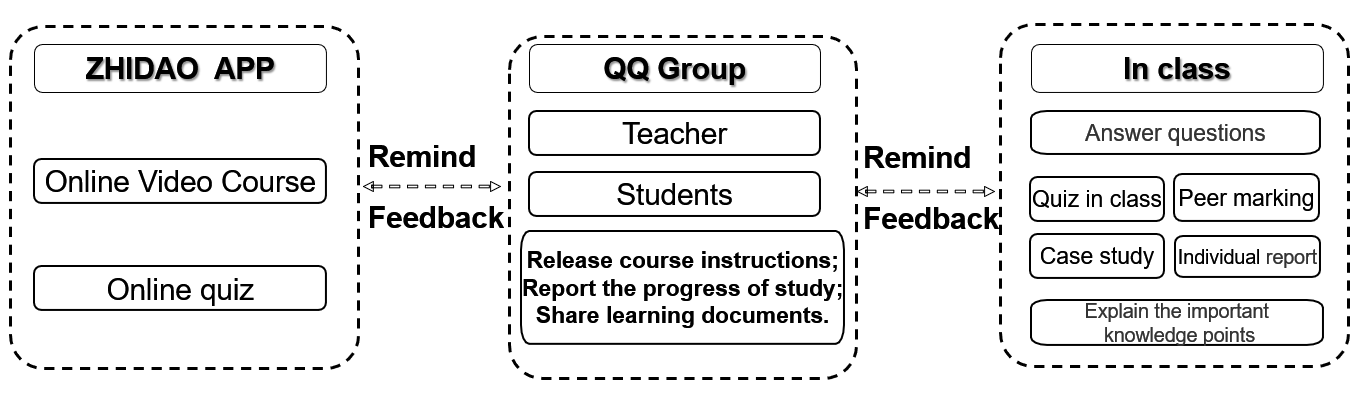 ZHIDAO APP
Online Video Course
Online quiz
Remind
Feedback
QQ Group
Teacher
Students
Release course instructions;
Report the progress of study;
Share learning documents.
Remind
Feedback
In class
Answer questions
Quiz in class
Peer marking
Case study
Individual report
Explain the important
knowledge points